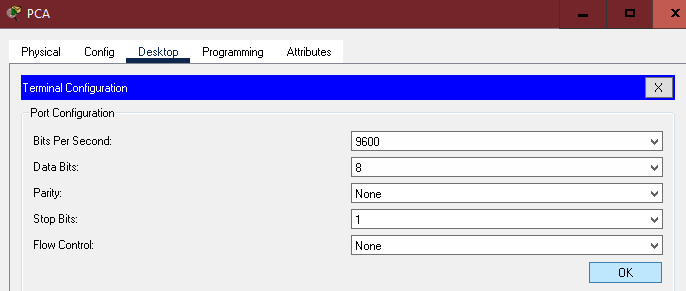 PCA
Physical Config Desktop Programming Attributes
Terminal Configuration X
Port Configuration
Bits Per Second: 9600
Data Bits: 8
Parity: None
Stop Bits: 1
Flow Control: None
OK